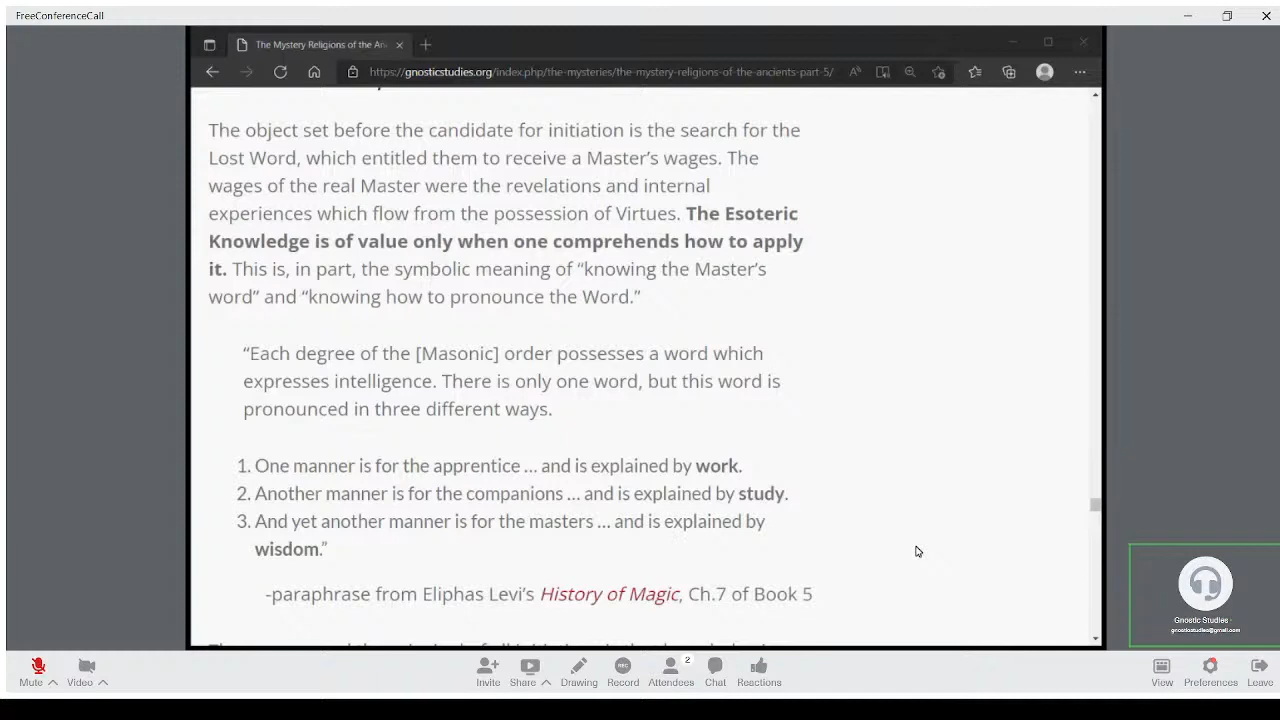 FreeConferenceCall
The Mystery Religions of the An
https://gnosticstudies.org/index.php/the-mysteries/the-mystery-religions-of-the-ancients-part-5/
The object set before the candidate for initiation is the search for the
Lost Word, which entitled them to receive a Master's wages. The
wages of the real Master were the revelations and internal
experiences which flow from the possession of Virtues. The Esoteric
Knowledge is of value only when one comprehends how to apply
it. This is, in part, the symbolic meaning of “knowing the Master's
word” and “knowing how to pronounce the Word.”
“Each degree of the [Masonic] order possesses a word which
expresses intelligence. There is only one word, but this word is
pronounced in three different ways.
1. One manner is for the apprentice ... and is explained by work.
2. Another manner is for the companions ... and is explained by study.
3. And yet another manner is for the masters ... and is explained by
wisdom.”
-paraphrase from Eliphas Levi's History of Magic, Ch.7 of Book 5
Gnostic Studies -
gnosticstudies@gmail.com
Mute Video Invite Share Drawing REC Record 2 Attendees Chat Reactions View Preferences Leave